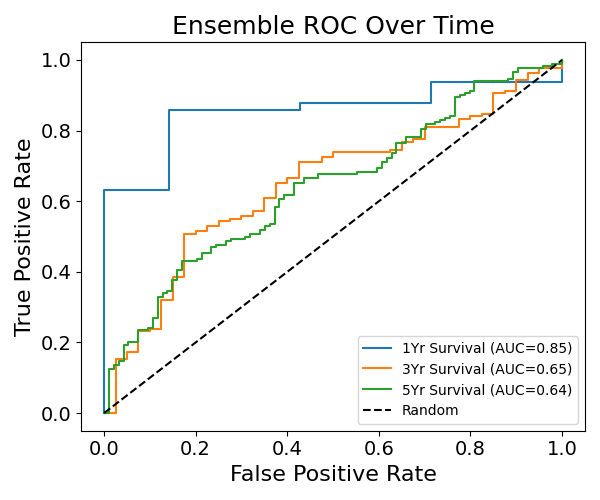 Ensemble ROC Over Time
True Positive Rate
1.0
0.8
0.6
0.4
0.2
0.0
0.0 0.2 0.4 0.6 0.8 1.0
False Positive Rate
1Yr Survival (AUC=0.85)
3Yr Survival (AUC=0.65)
5Yr Survival (AUC=0.64)
Random